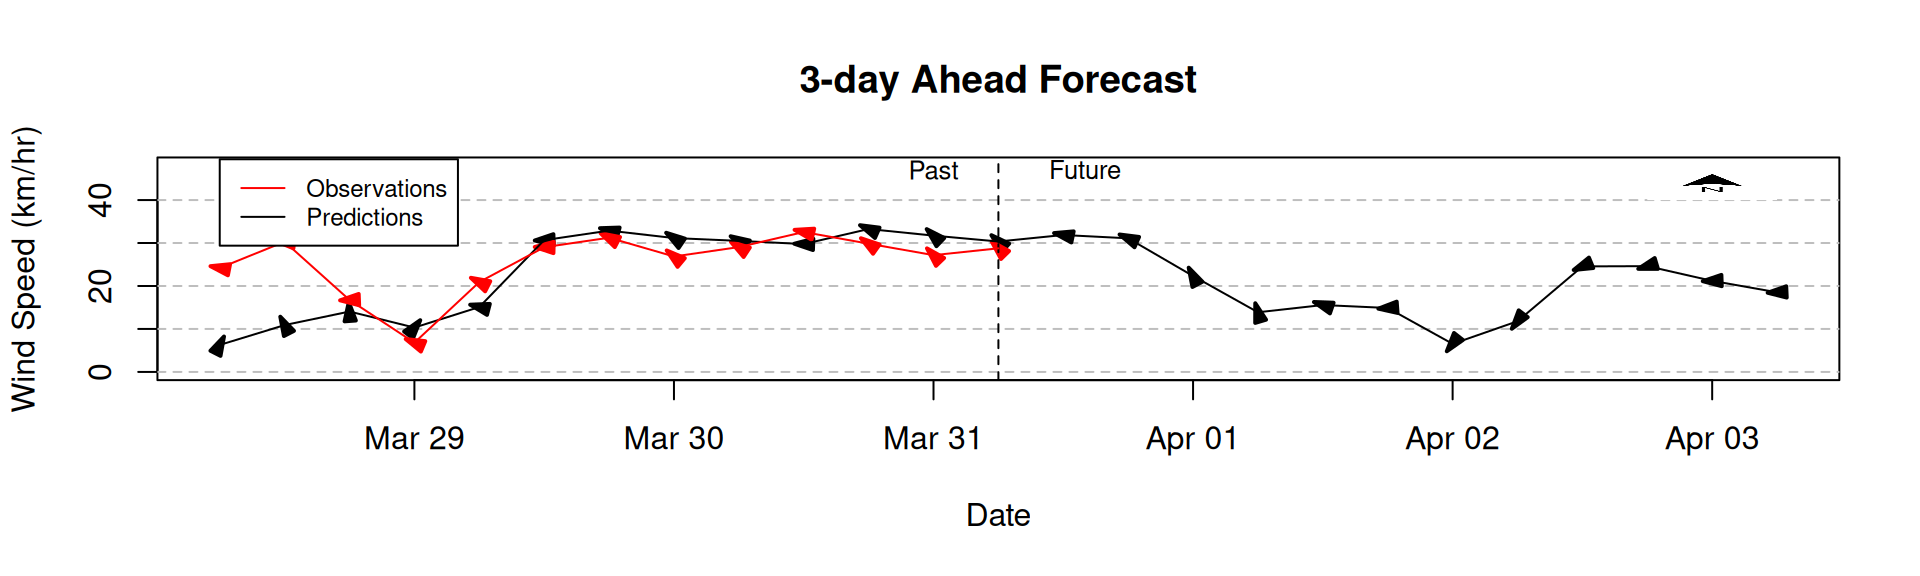 3-day Ahead Forecast
Wind Speed (km/hr)
40
20
0
Observations
Predictions
Past
Future
N
Mar 29
Mar 30
Mar 31
Apr 01
Apr 02
Apr 03
Date